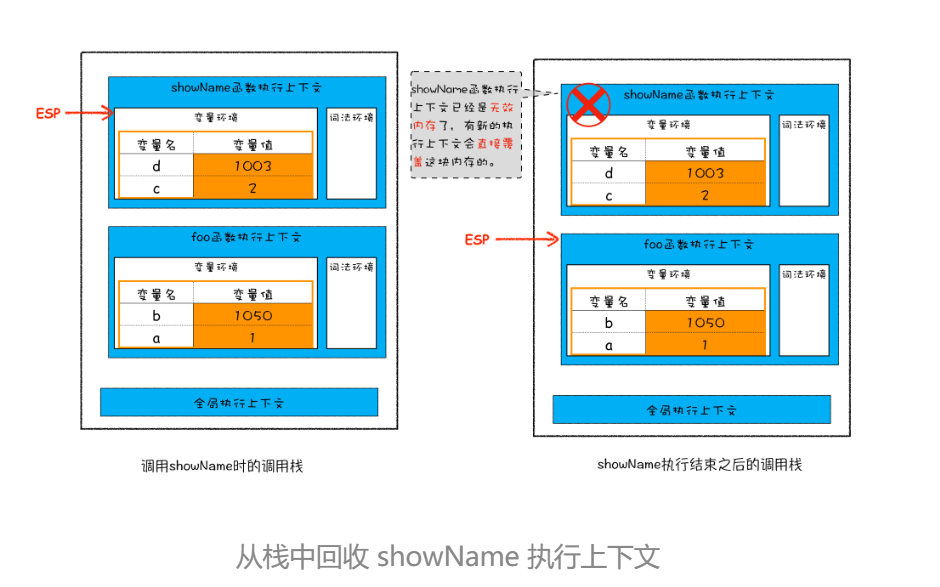 showName函数执行上下文
ESP
变量环境
词法环境
变量名
变量值
d
1003
c
2
foo函数执行上下文
变量环境
词法环境
变量名
变量值
b
1050
a
1
全局执行上下文
调用showName时的调用栈
showName函数执行
上下文已经是无效
内存了，有新的执
行上下文会直接覆
盖这块内存的。
showName函数执行上下文
变量环境
词法环境
变量名
变量值
d
1003
c
2
ESP
foo函数执行上下文
变量环境
词法环境
变量名
变量值
b
1050
a
1
全局执行上下文
showName执行结束之后的调用栈
从栈中回收 showName 执行上下文